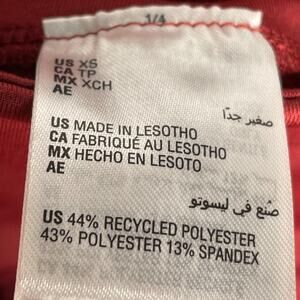 1/4
US XS
CA TP
MX XCH
AE
صغير جدًا
US MADE IN LESOTHO
CA FABRIQUÉ AU LESOTHO
MX HECHO EN LESOTO
AE
صُنع في ليسوتو
US 44% RECYCLED POLYESTER
43% POLYESTER 13% SPANDEX